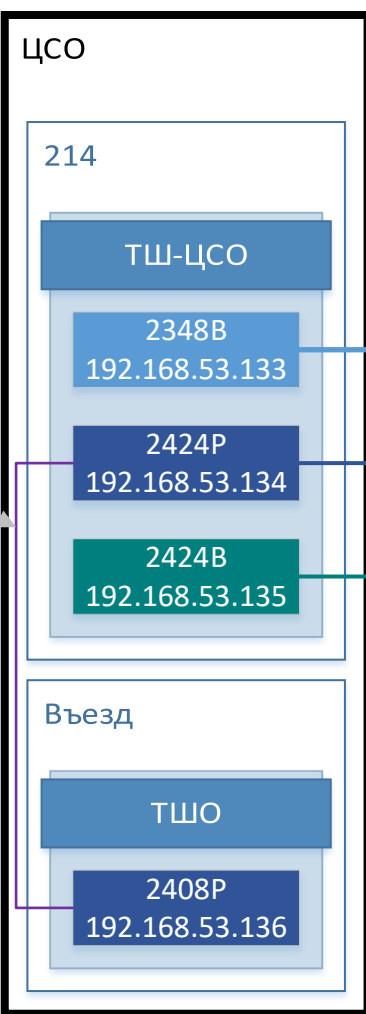 ЦСО
214
ТШ-ЦСО
2348B
192.168.53.133
2424P
192.168.53.134
2424B
192.168.53.135
Въезд
ТШО
2408P
192.168.53.136